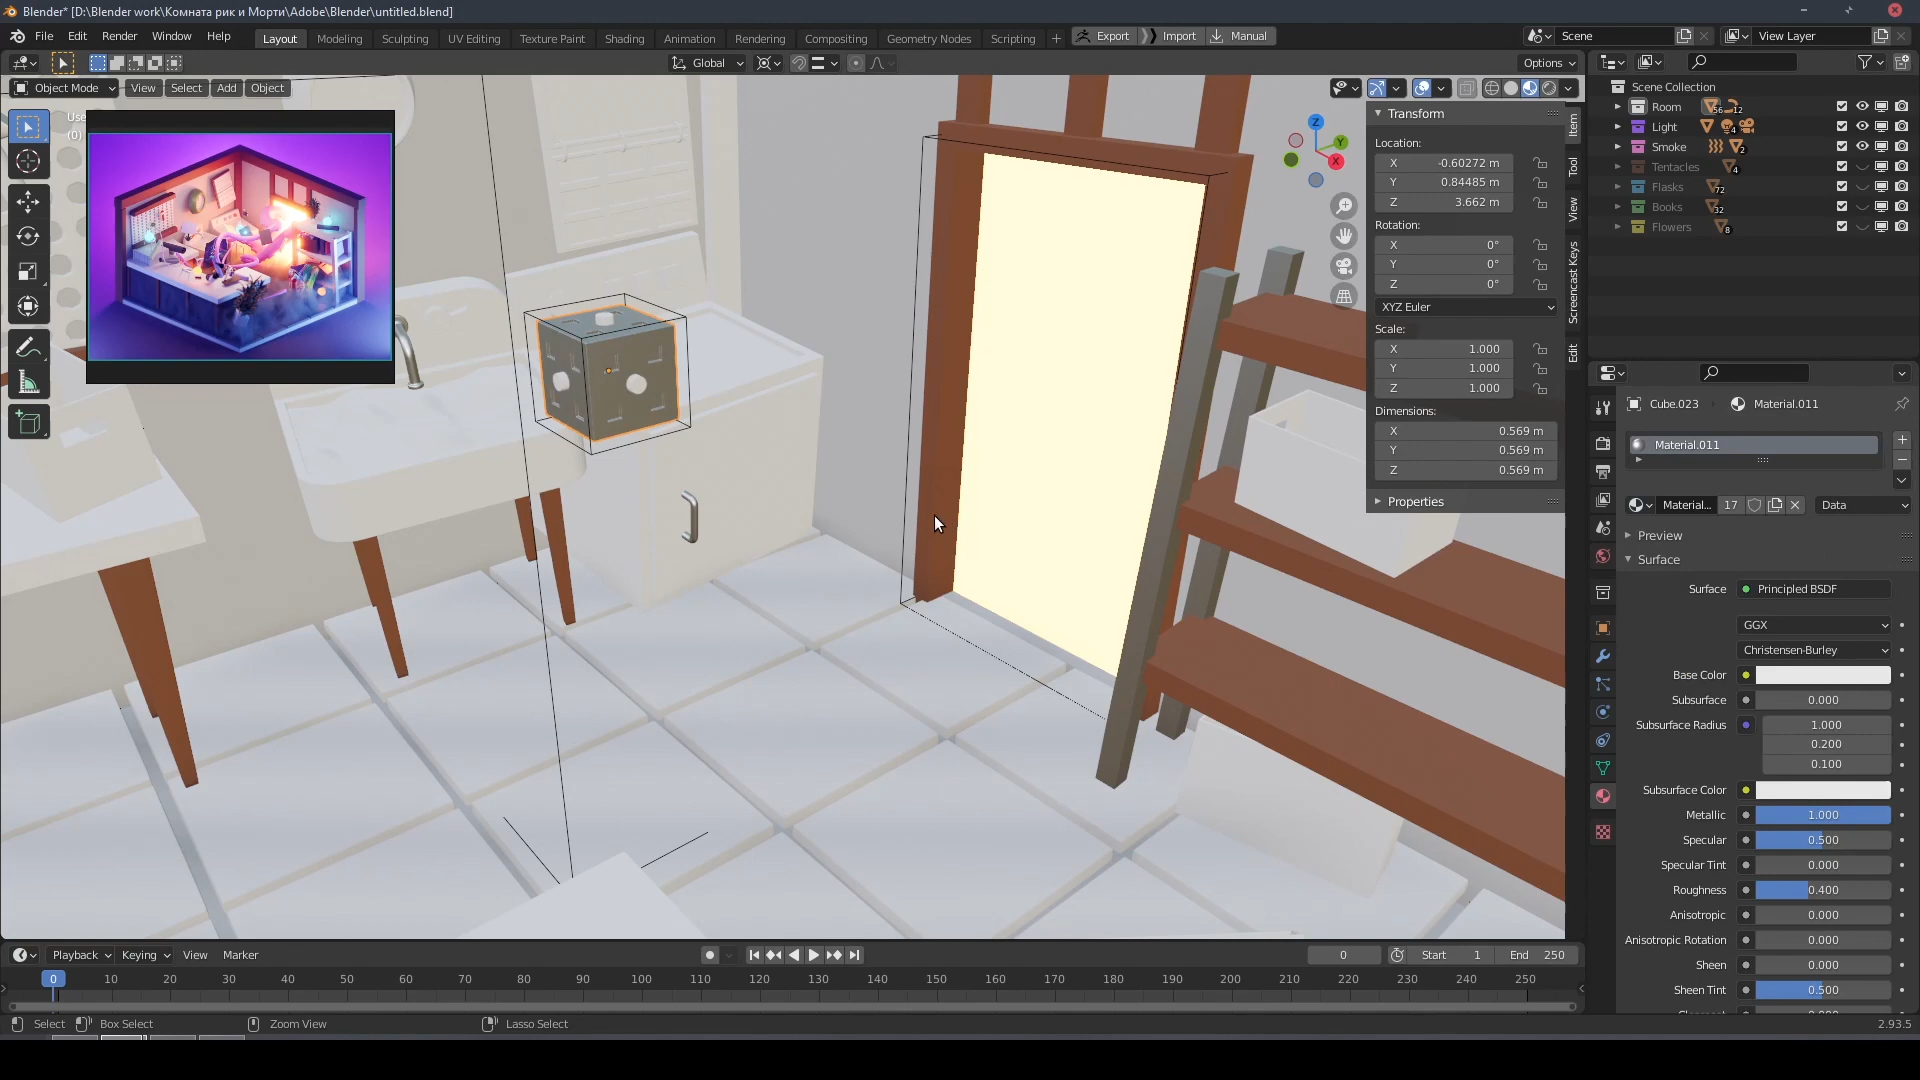 Blender* [D:\Blender work\Комната рик и Морти\Adobe\Blender\untitled.blend]
File Edit Render Window Help Layout Modeling Sculpting UV Editing Texture Paint Shading Animation Rendering Compositing Geometry Nodes Scripting + Export Import Manual Scene View Layer
Global Options
Object Mode View Select Add Object
Use
(0)
Z
Y
X
Transform
Location:
X -0.60272 m
Y 0.84485 m
Z 3.662 m
Rotation:
X 0°
Y 0°
Z 0°
XYZ Euler
Scale:
X 1.000
Y 1.000
Z 1.000
Dimensions:
X 0.569 m
Y 0.569 m
Z 0.569 m
Properties
Item
Tool
View
Screencast Keys
Edit
Scene Collection
Room 56 12
Light 4
Smoke 2
Tentacles 4
Flasks 72
Books 32
Flowers 8
Cube.023 Material.011
Material.011
Material... 17 Data
Preview
Surface
Surface Principled BSDF
GGX
Christensen-Burley
Base Color
Subsurface 0.000
Subsurface Radius 1.000
0.200
0.100
Subsurface Color
Metallic 1.000
Specular 0.500
Specular Tint 0.000
Roughness 0.400
Anisotropic 0.000
Anisotropic Rotation 0.000
Sheen 0.000
Sheen Tint 0.500
Playback Keying View Marker 0 Start 1 End 250
0 10 20 30 40 50 60 70 80 90 100 110 120 130 140 150 160 170 180 190 200 210 220 230 240 250
Select Box Select Zoom View Lasso Select 2.93.5